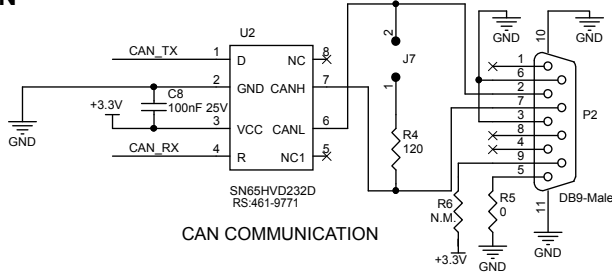 N
U2
CAN_TX
1
D
NC
8
2
GND
CANH
7
C8
100nF 25V
+3.3V
3
VCC
CANL
6
CAN_RX
4
R
NC1
5
GND
SN65HVD232D
RS:461-9771
CAN COMMUNICATION
2
J7
1
R4
120
R6
N.M.
+3.3V
R5
0
GND
GND
10
GND
1
6
2
7
3
8
4
9
5
P2
DB9-Male
11
GND